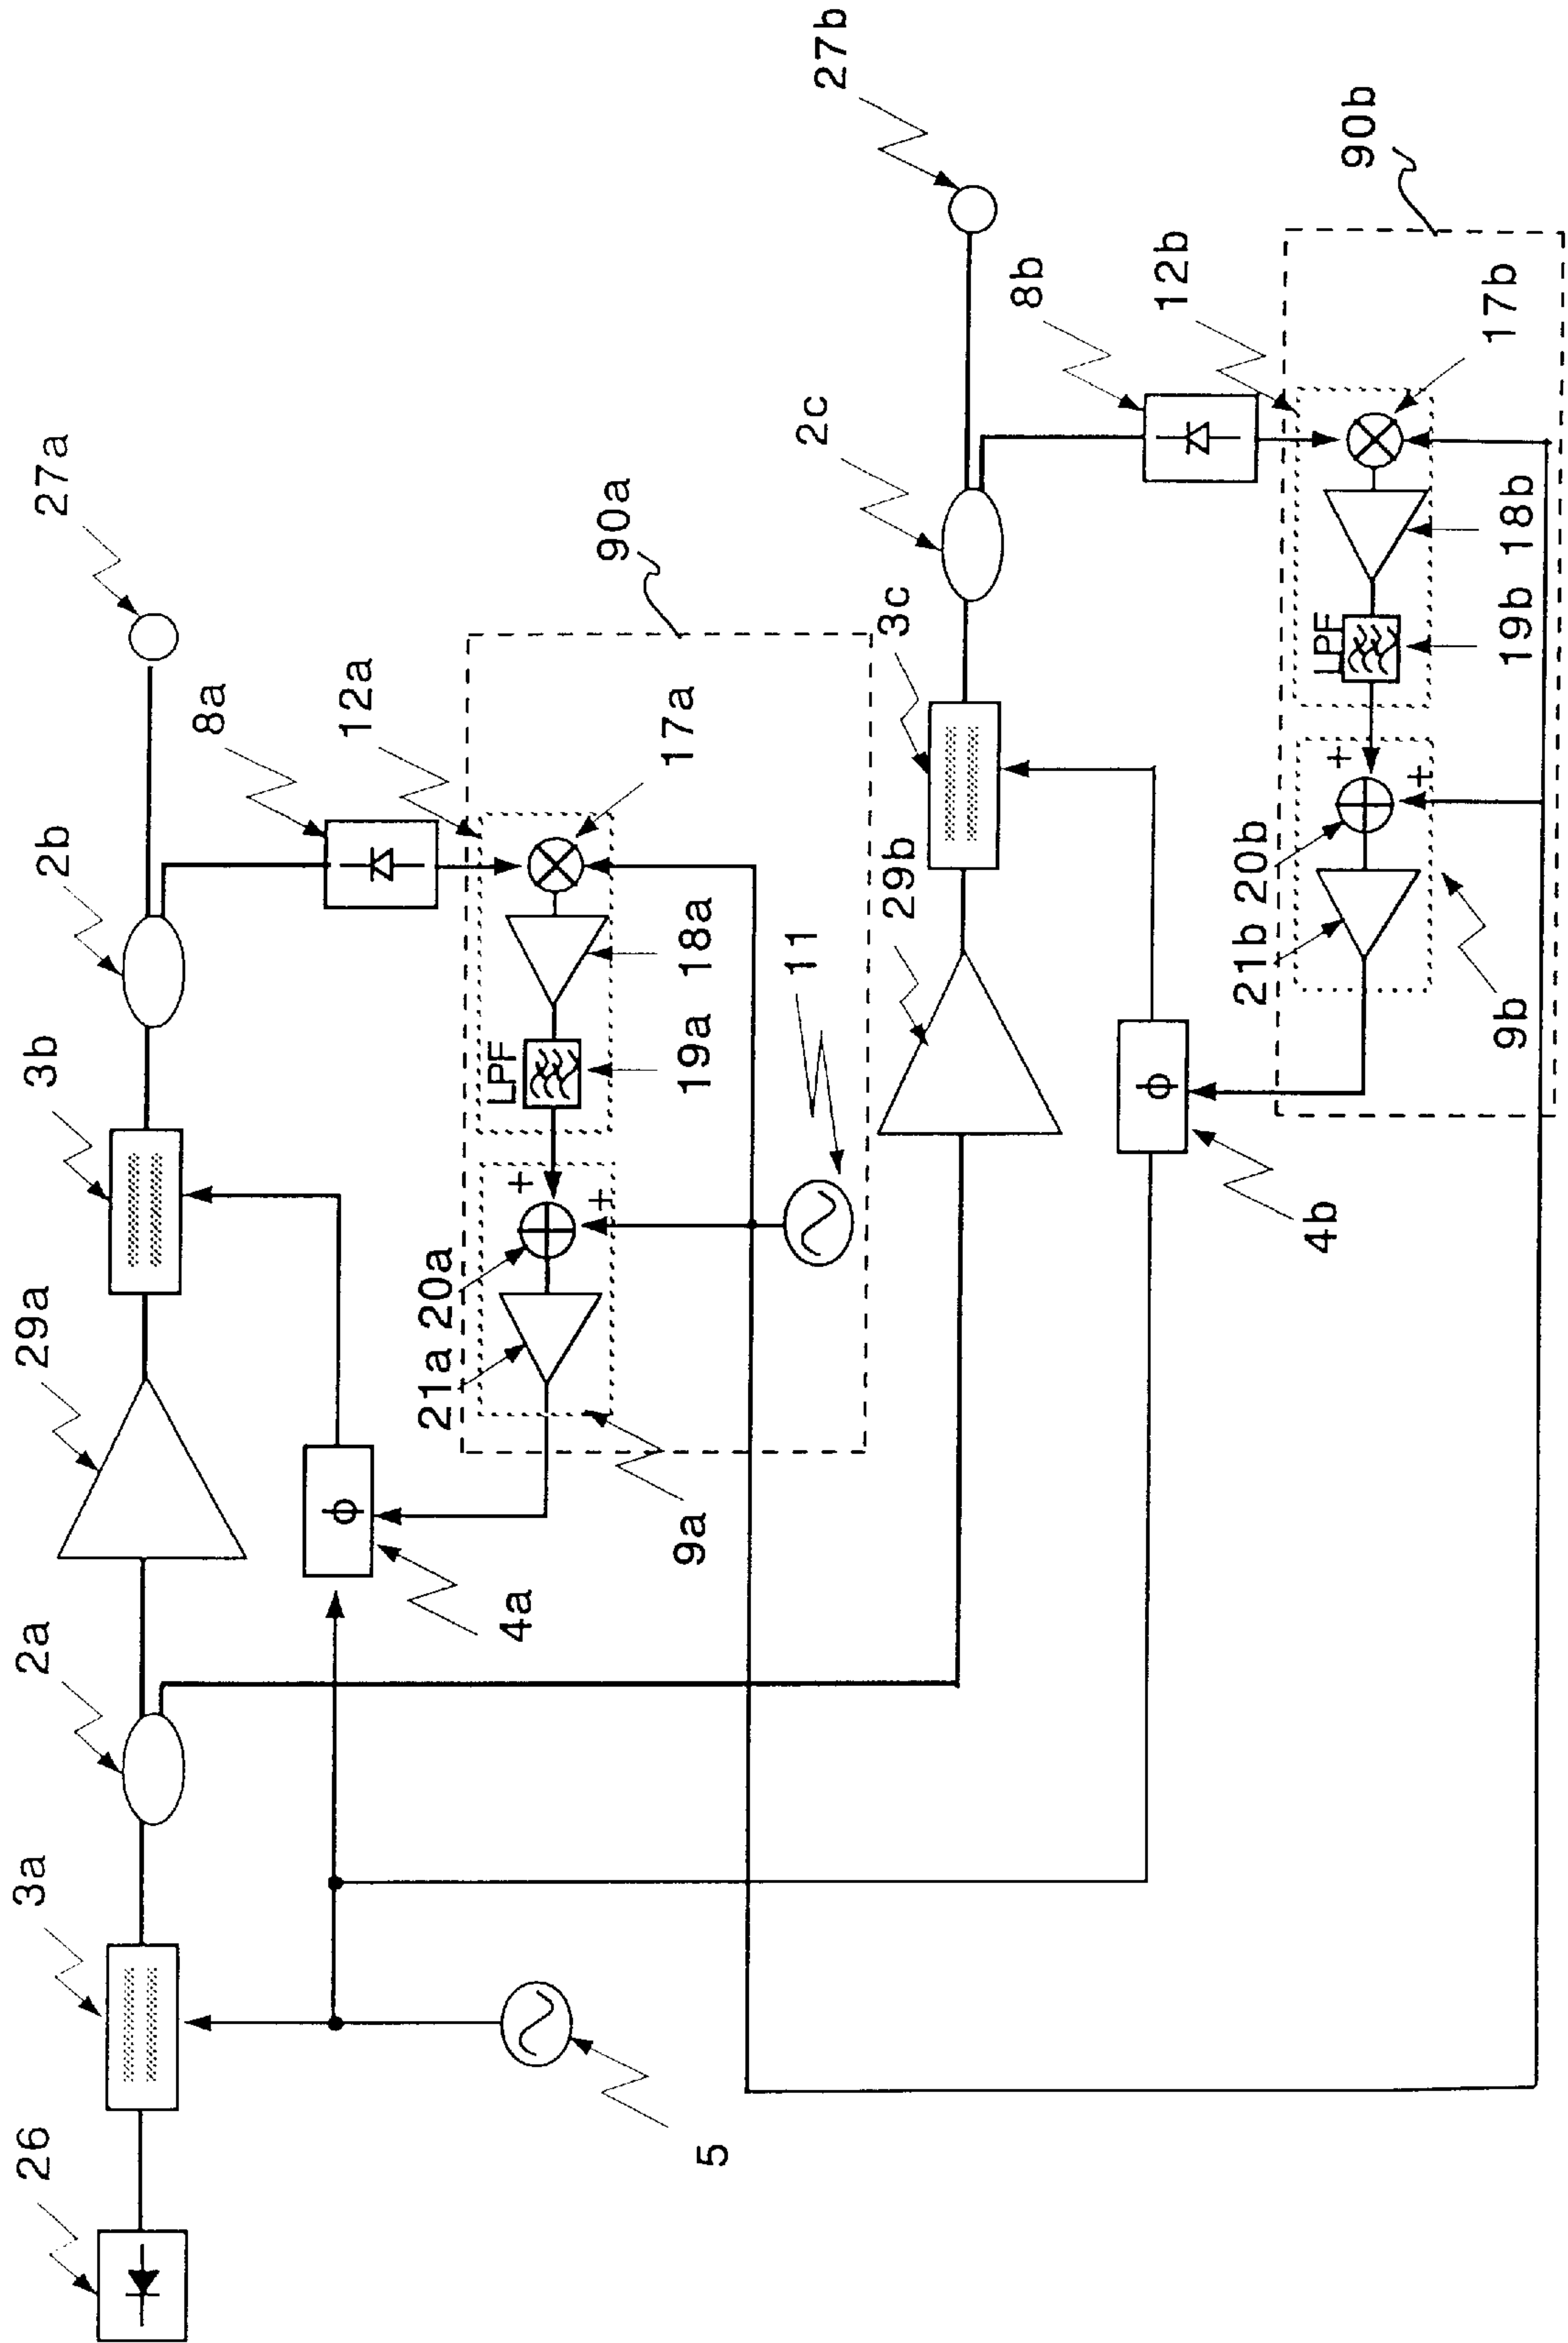 26
3a
2a
29a
3b
2b
27a
5
4a
ϕ
9a
21a
20a
+
+
LPF
19a
18a
17a
12a
8a
90a
11
4b
ϕ
29b
3c
2c
27b
9b
21b
20b
+
+
LPF
19b
18b
17b
12b
8b
90b